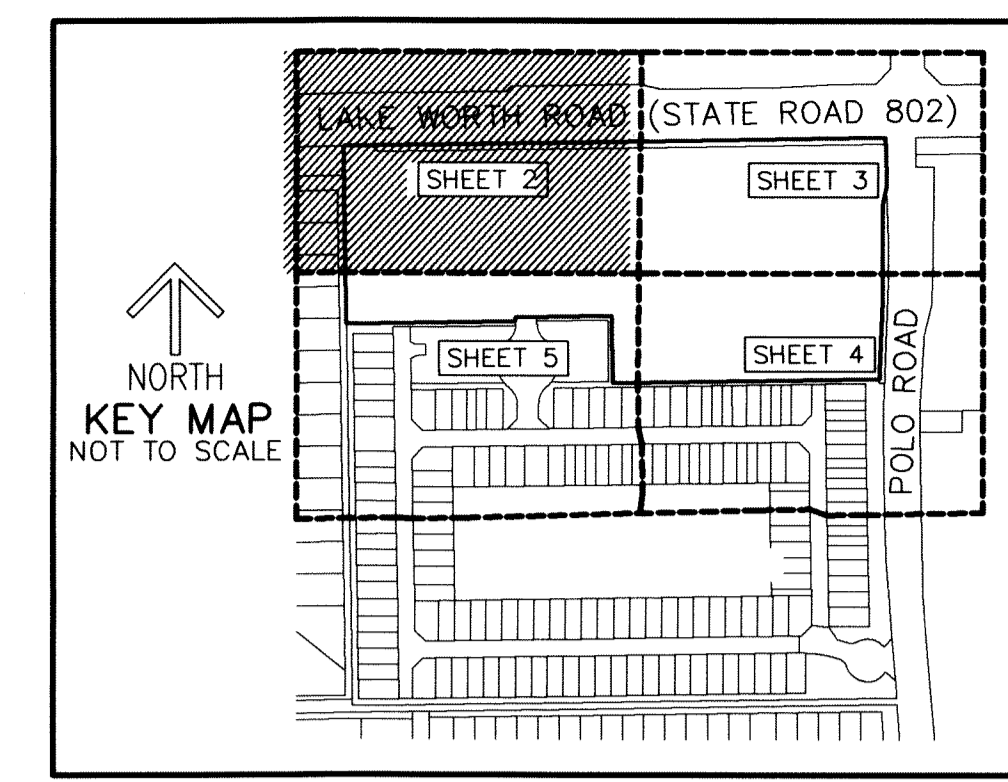 LAKE WORTH ROAD (STATE ROAD 802)
SHEET 2
SHEET 3
SHEET 5
SHEET 4
POLO ROAD
NORTH
KEY MAP
NOT TO SCALE